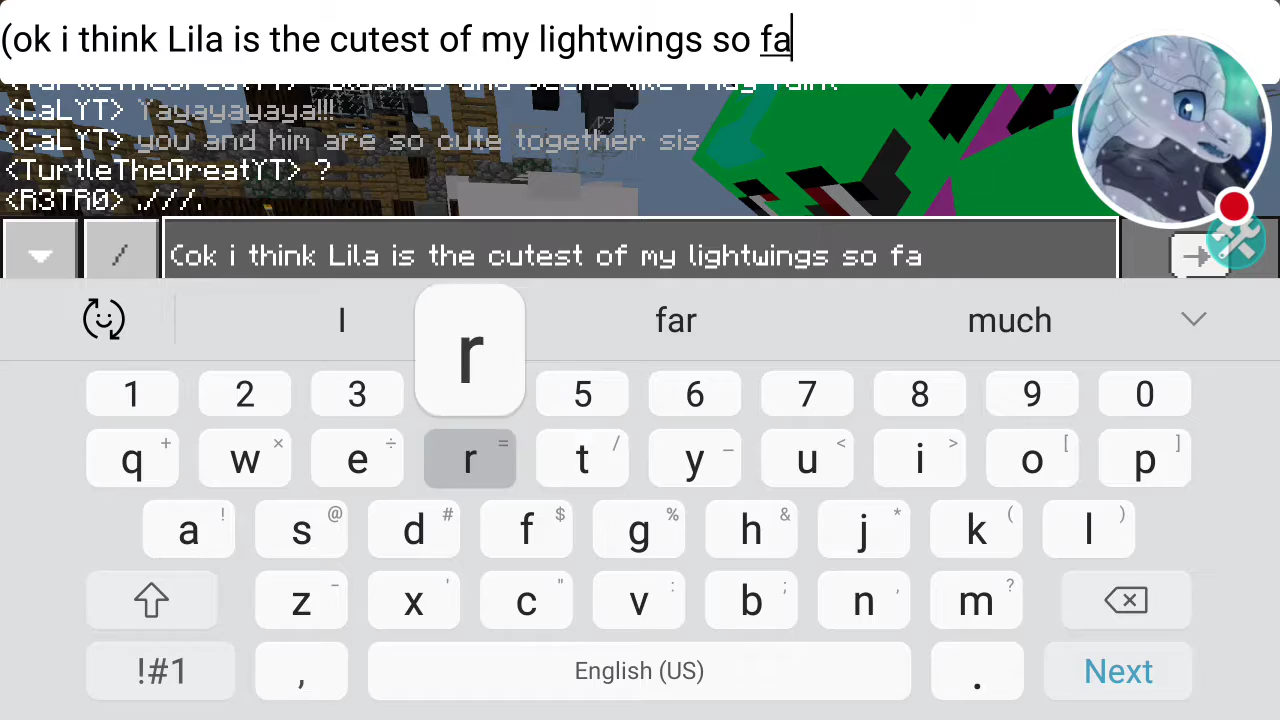 (ok i think Lila is the cutest of my lightwings so fa
<CaLYT> Yayayayaya!!!
<CaLYT> you and him are so cute together sis
<TurtleTheGreatYT> ?
<R3TR0> .///.
/ (ok i think Lila is the cutest of my lightwings so fa
I far much
r
1 2 3 5 6 7 8 9 0
q + w × e ÷ r = t / y _ u < i > o [ p ]
a ! s @ d # f $ g % h & j * k ( l )
z - x ' c " v : b ; n , m ?
!#1 , English (US) . Next